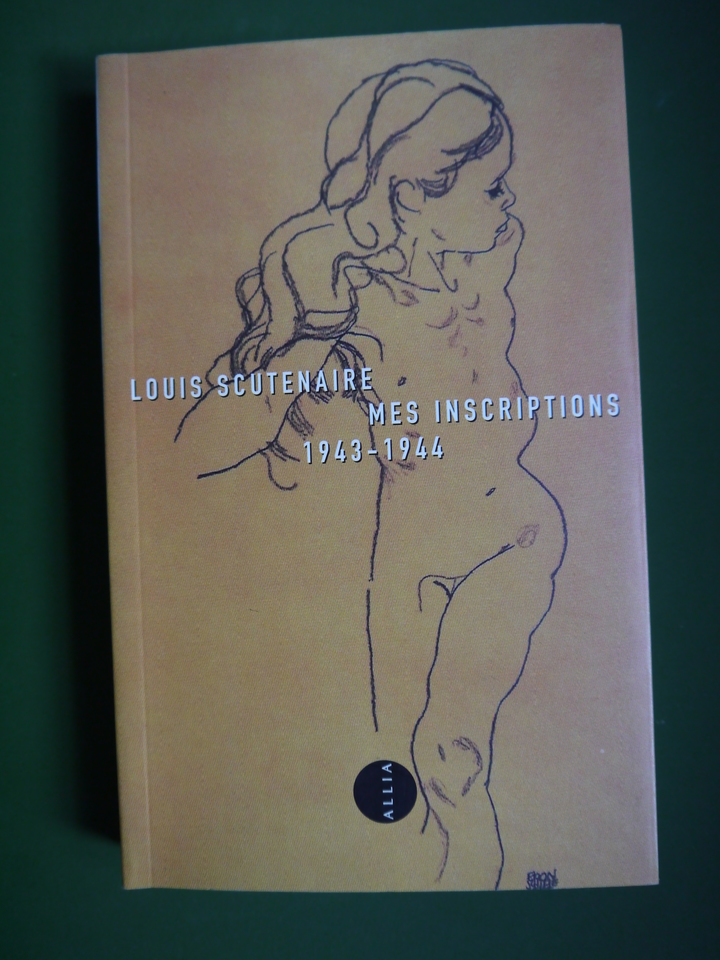 LOUIS SCUTENAIRE
MES INSCRIPTIONS
1943-1944
ALLIA